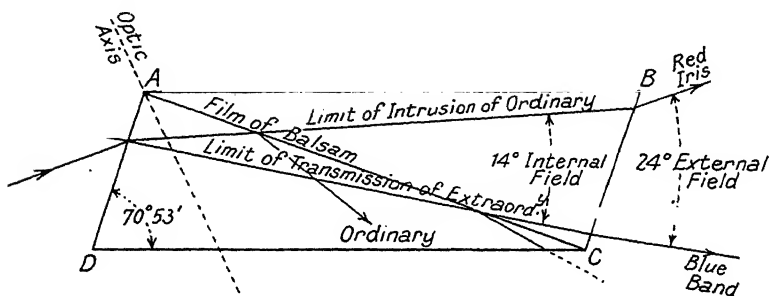 Optic
Axis
A
B
Red
Iris
Film of Balsam
Limit of Intrusion of Ordinary
Limit of Transmission of Extraord.y
14° Internal
Field
24° External
Field
70°53'
Ordinary
D
C
Blue
Band